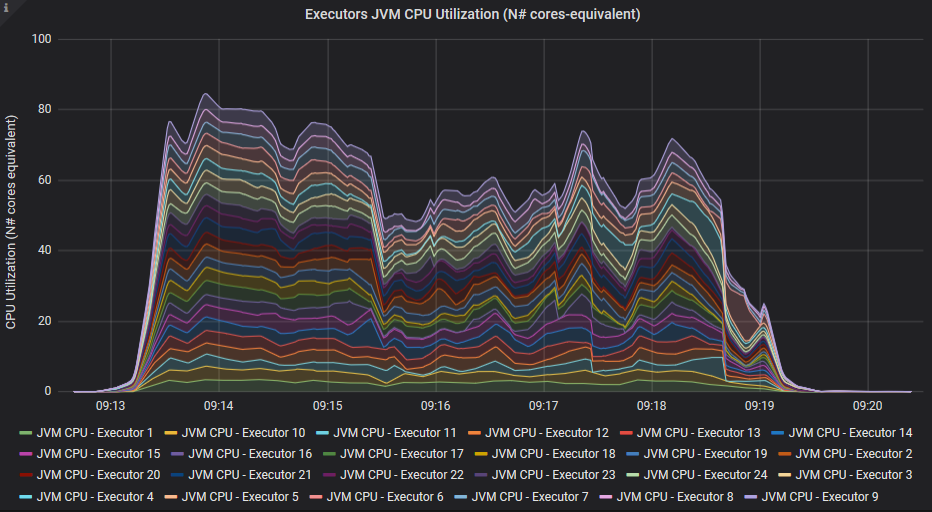 i
Executors JVM CPU Utilization (N# cores-equivalent)
CPU Utilization (N# cores equivalent)
100
80
60
40
20
0
09:13 09:14 09:15 09:16 09:17 09:18 09:19 09:20
JVM CPU - Executor 1 JVM CPU - Executor 10 JVM CPU - Executor 11 JVM CPU - Executor 12 JVM CPU - Executor 13 JVM CPU - Executor 14
JVM CPU - Executor 15 JVM CPU - Executor 16 JVM CPU - Executor 17 JVM CPU - Executor 18 JVM CPU - Executor 19 JVM CPU - Executor 2
JVM CPU - Executor 20 JVM CPU - Executor 21 JVM CPU - Executor 22 JVM CPU - Executor 23 JVM CPU - Executor 24 JVM CPU - Executor 3
JVM CPU - Executor 4 JVM CPU - Executor 5 JVM CPU - Executor 6 JVM CPU - Executor 7 JVM CPU - Executor 8 JVM CPU - Executor 9